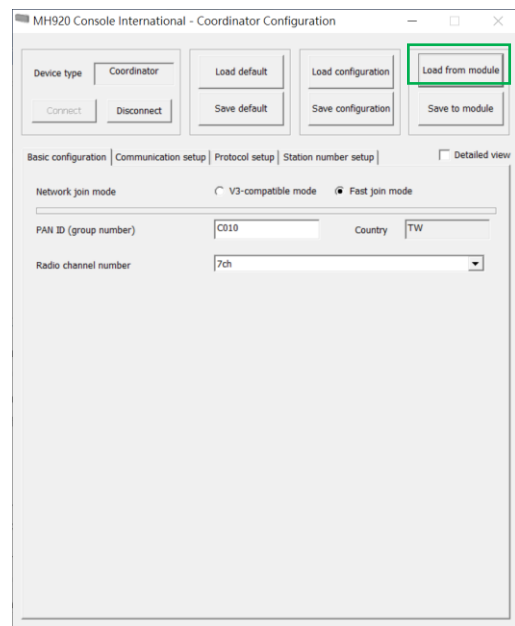 MH920 Console International - Coordinator Configuration
Device type Coordinator Load default Load configuration Load from module
Connect Disconnect Save default Save configuration Save to module
Basic configuration Communication setup Protocol setup Station number setup Detailed view
Network join mode V3-compatible mode Fast join mode
PAN ID (group number) C010 Country TW
Radio channel number 7ch